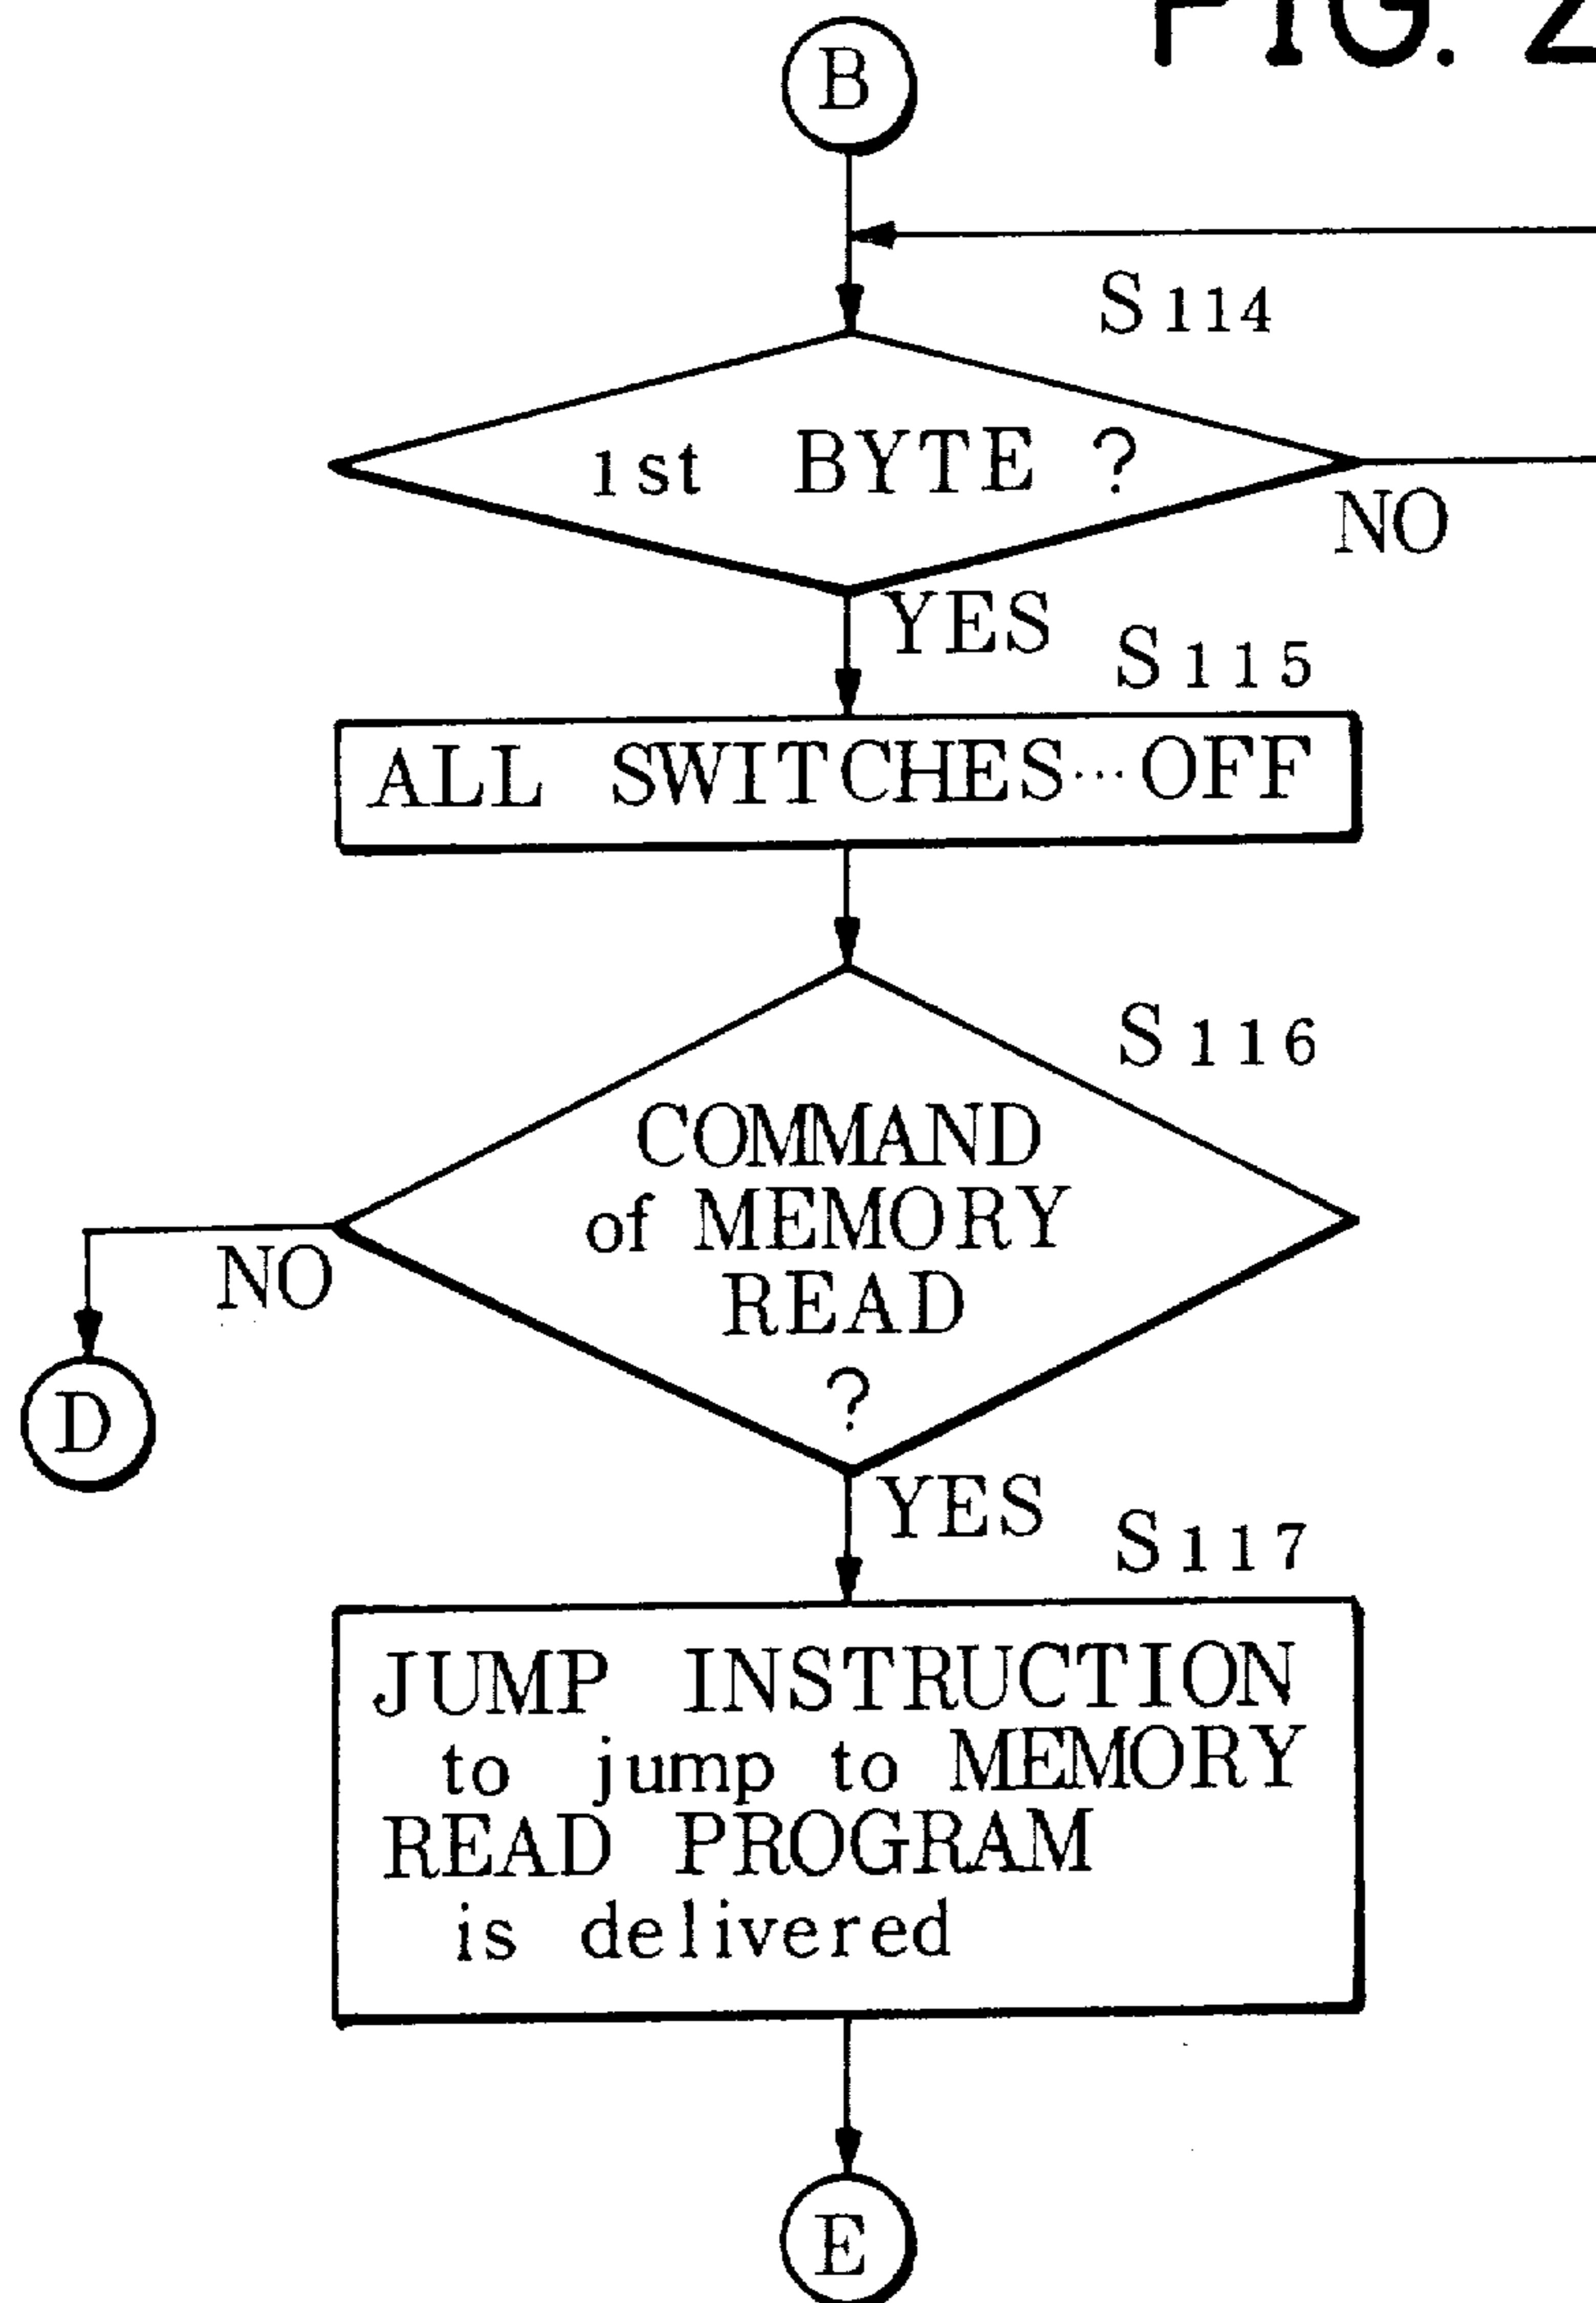 FIG. 2
B
S114
1st BYTE ?
NO
YES
S115
ALL SWITCHES···OFF
S116
COMMAND
of MEMORY
READ
?
NO
D
YES
S117
JUMP INSTRUCTION
to jump to MEMORY
READ PROGRAM
is delivered
E